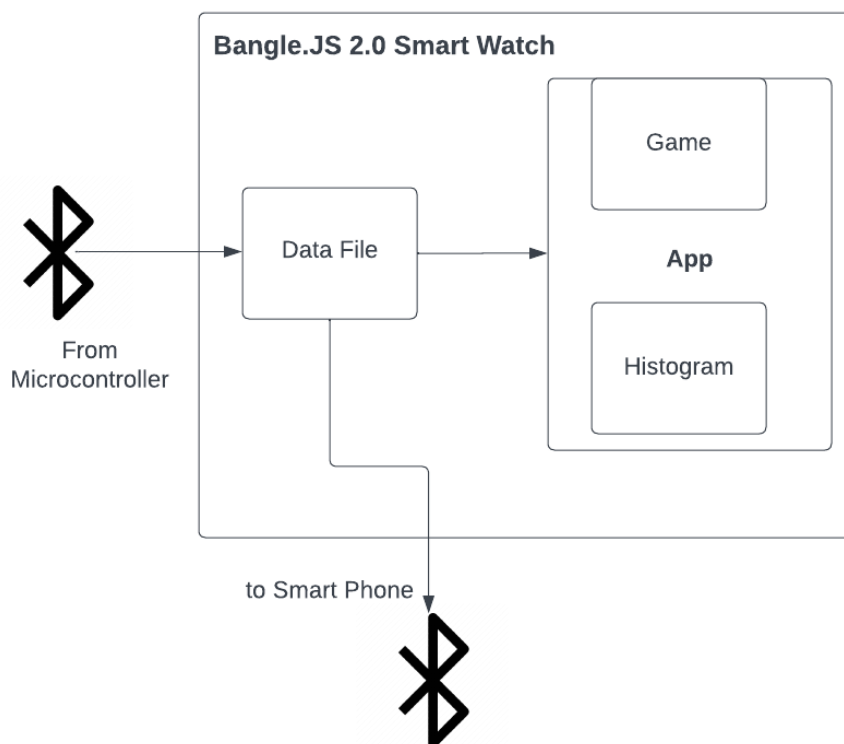 Bangle.JS 2.0 Smart Watch
Game
Data File
App
From
Microcontroller
Histogram
to Smart Phone